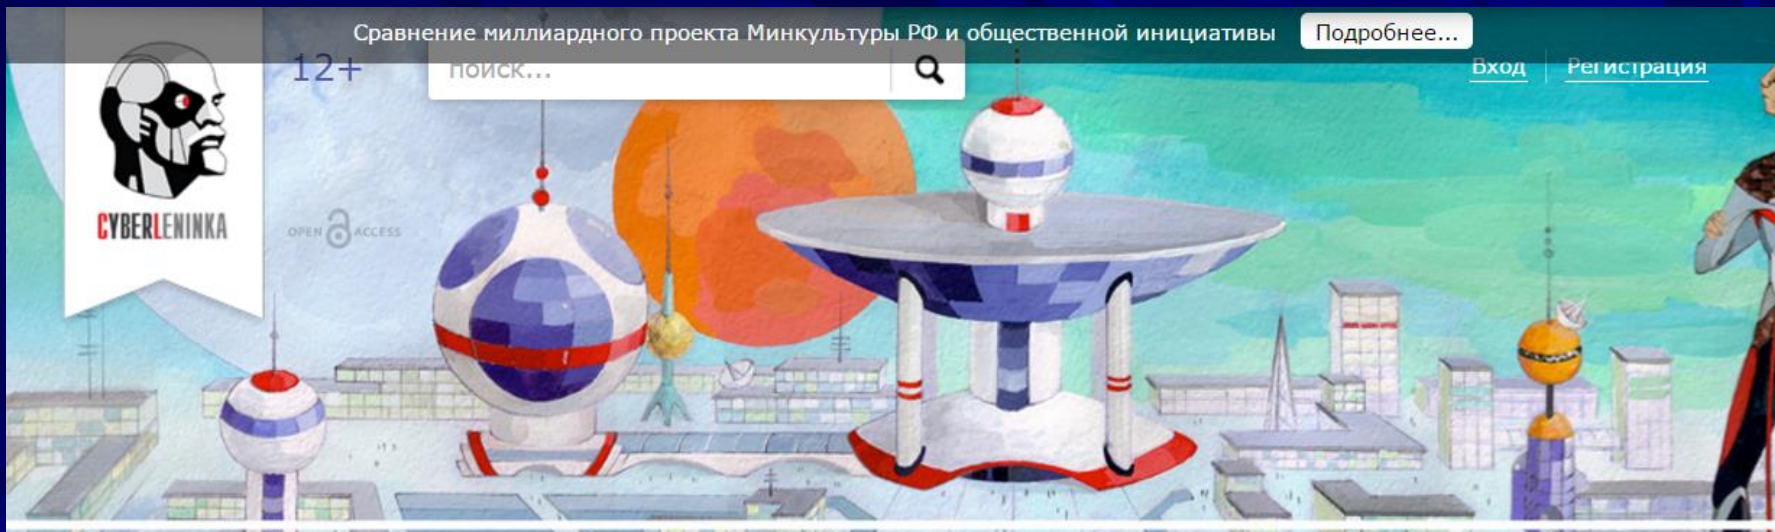 Сравнение миллиардного проекта Минкультуры РФ и общественной инициативы Подробнее...
12+ поиск...
Вход Регистрация
CYBERLENINKA
OPEN ACCESS